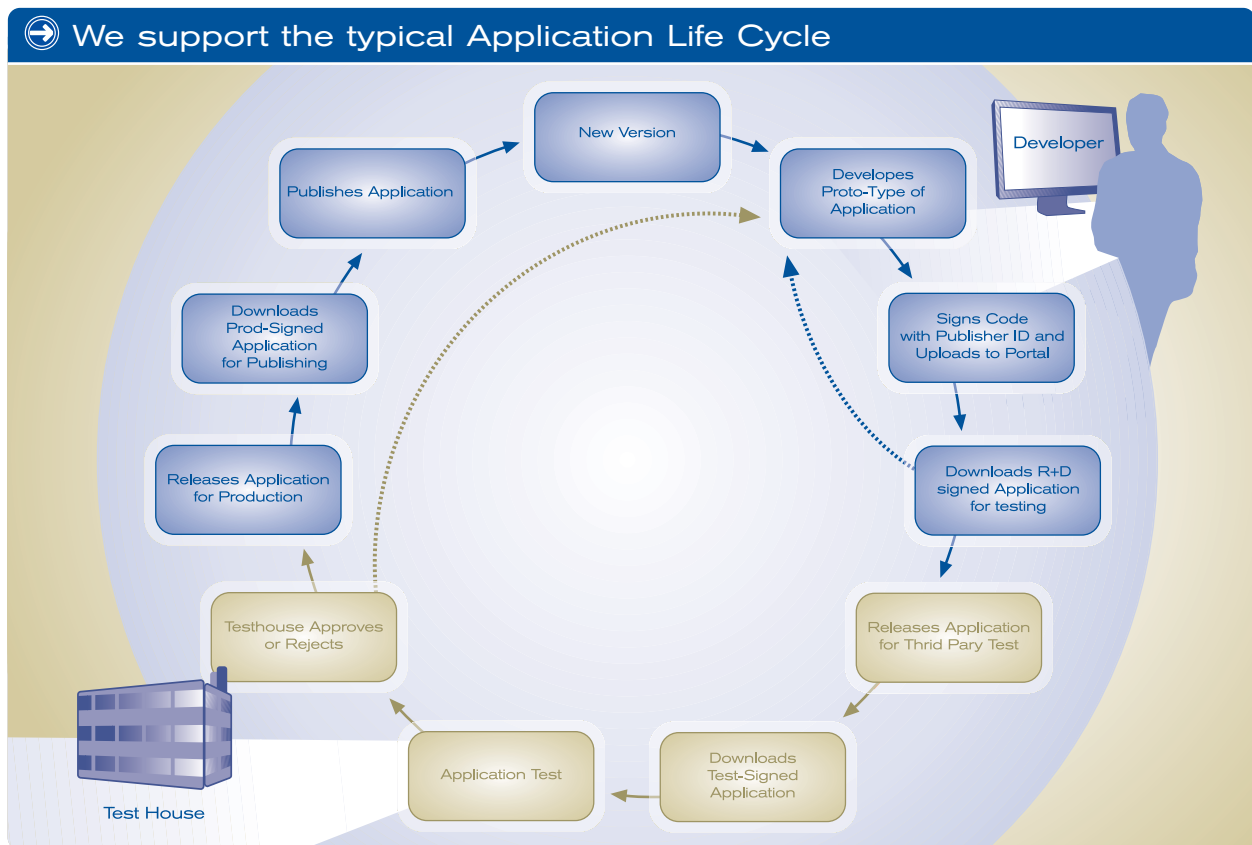 We support the typical Application Life Cycle
New Version
Developer
Developes
Proto-Type of
Application
Publishes Application
Signs Code
with Publisher ID and
Uploads to Portal
Downloads
Prod-Signed
Application
for Publishing
Downloads R+D
signed Application
for testing
Releases Application
for Production
Releases Application
for Thrid Pary Test
Testhouse Approves
or Rejects
Downloads
Test-Signed
Application
Application Test
Test House